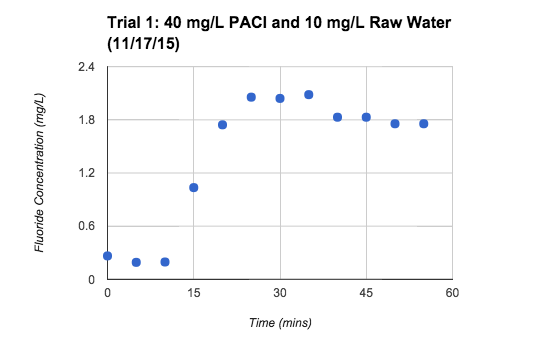 Trial 1: 40 mg/L PACl and 10 mg/L Raw Water
(11/17/15)
Fluoride Concentration (mg/L)
2.4
1.8
1.2
0.6
0
0 15 30 45 60
Time (mins)